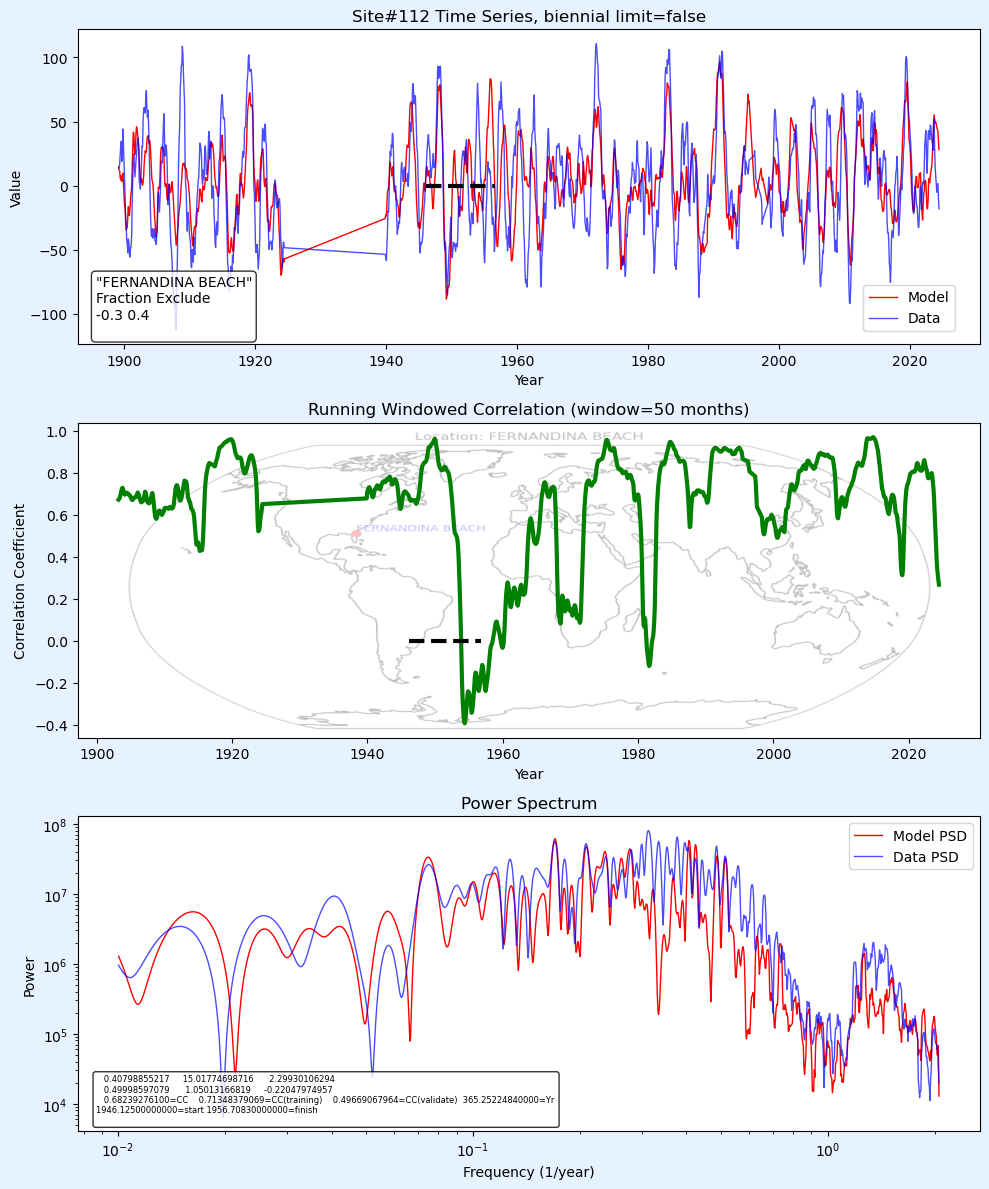 Site#112 Time Series, biennial limit=false
100
50
0
−50
−100
Value
"FERNANDINA BEACH"
Fraction Exclude
-0.3 0.4
Model
Data
1900
1920
1940
1960
1980
2000
2020
Year
Running Windowed Correlation (window=50 months)
1.0
0.8
0.6
0.4
0.2
0.0
−0.2
−0.4
Correlation Coefficient
Location: FERNANDINA BEACH
FERNANDINA BEACH
1900
1920
1940
1960
1980
2000
2020
Year
Power Spectrum
10^8
10^7
10^6
10^5
10^4
Power
Model PSD
Data PSD
0.40798855217 15.01774698716 2.29930106294
0.49998597079 1.05013166819 -0.22047974957
0.68239276100=CC 0.71348379069=CC(training) 0.49669067964=CC(validate) 365.25224840000=Yr
1946.12500000000=start 1956.70830000000=finish
10^−2
10^−1
10^0
Frequency (1/year)